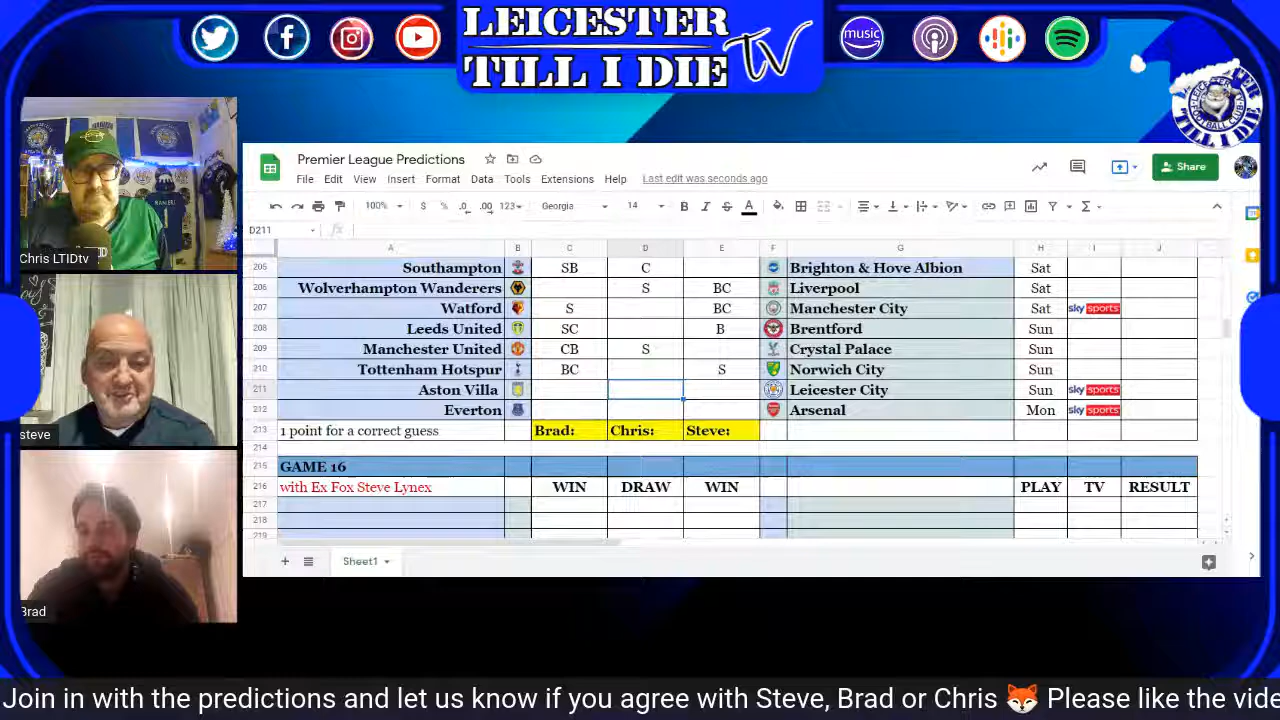 LEICESTER
TILL I DIE TV
music
TILL I DIE
Premier League Predictions
Share
File Edit View Insert Format Tools Extensions Help Last edit was seconds ago
100% $ % .0 .00 123 Georgia 14 B I S A
D211 fx
A B C D E F G H I J
205 Southampton SB C Brighton & Hove Albion Sat
206 Wolverhampton Wanderers S BC Liverpool Sat
207 Watford S BC Manchester City Sat sky sports
208 Leeds United SC B Brentford Sun
209 Manchester United CB S Crystal Palace Sun
210 Tottenham Hotspur BC S Norwich City Sun
211 Aston Villa Leicester City Sun sky sports
212 Everton Arsenal Mon sky sports
213 1 point for a correct guess Brad: Chris: Steve:
214
215 GAME 16
216 with Ex Fox Steve Lynex WIN DRAW WIN PLAY TV RESULT
217
218
219
Sheet1
Chris LTIDtv
steve
Brad
Join in with the predictions and let us know if you agree with Steve, Brad or Chris 🦊 Please like the vide